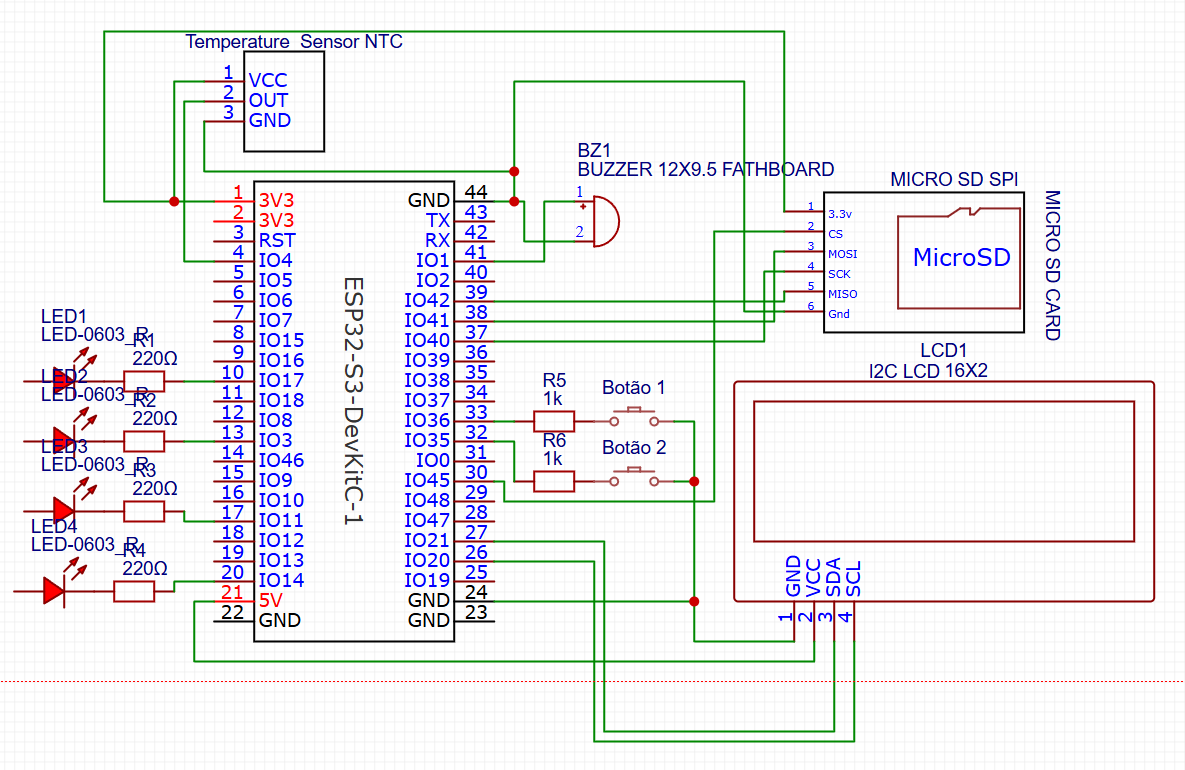 Temperature Sensor NTC
1 VCC
2 OUT
3 GND
BZ1
BUZZER 12X9.5 FATHBOARD
1
+
2
MICRO SD SPI
1 3.3v
2 CS
3 MOSI
4 SCK
5 MISO
6 Gnd
MicroSD
MICRO SD CARD
ESP32-S3-DevKitC-1
1 3V3
2 3V3
3 RST
4 IO4
5 IO5
6 IO6
7 IO7
8 IO15
9 IO16
10 IO17
11 IO18
12 IO8
13 IO3
14 IO46
15 IO9
16 IO10
17 IO11
18 IO12
19 IO13
20 IO14
21 5V
22 GND
GND 44
TX 43
RX 42
IO1 41
IO2 40
IO42 39
IO41 38
IO40 37
IO39 36
IO38 35
IO37 34
IO36 33
IO35 32
IO0 31
IO45 30
IO48 29
IO47 28
IO21 27
IO20 26
IO19 25
GND 24
GND 23
LED1
LED-0603_R
R1
220Ω
LED2
LED-0603_R
R2
220Ω
LED3
LED-0603_R
R3
220Ω
LED4
LED-0603_R
R4
220Ω
R5
1k
Botão 1
R6
1k
Botão 2
LCD1
I2C LCD 16X2
GND 1
VCC 2
SDA 3
SCL 4